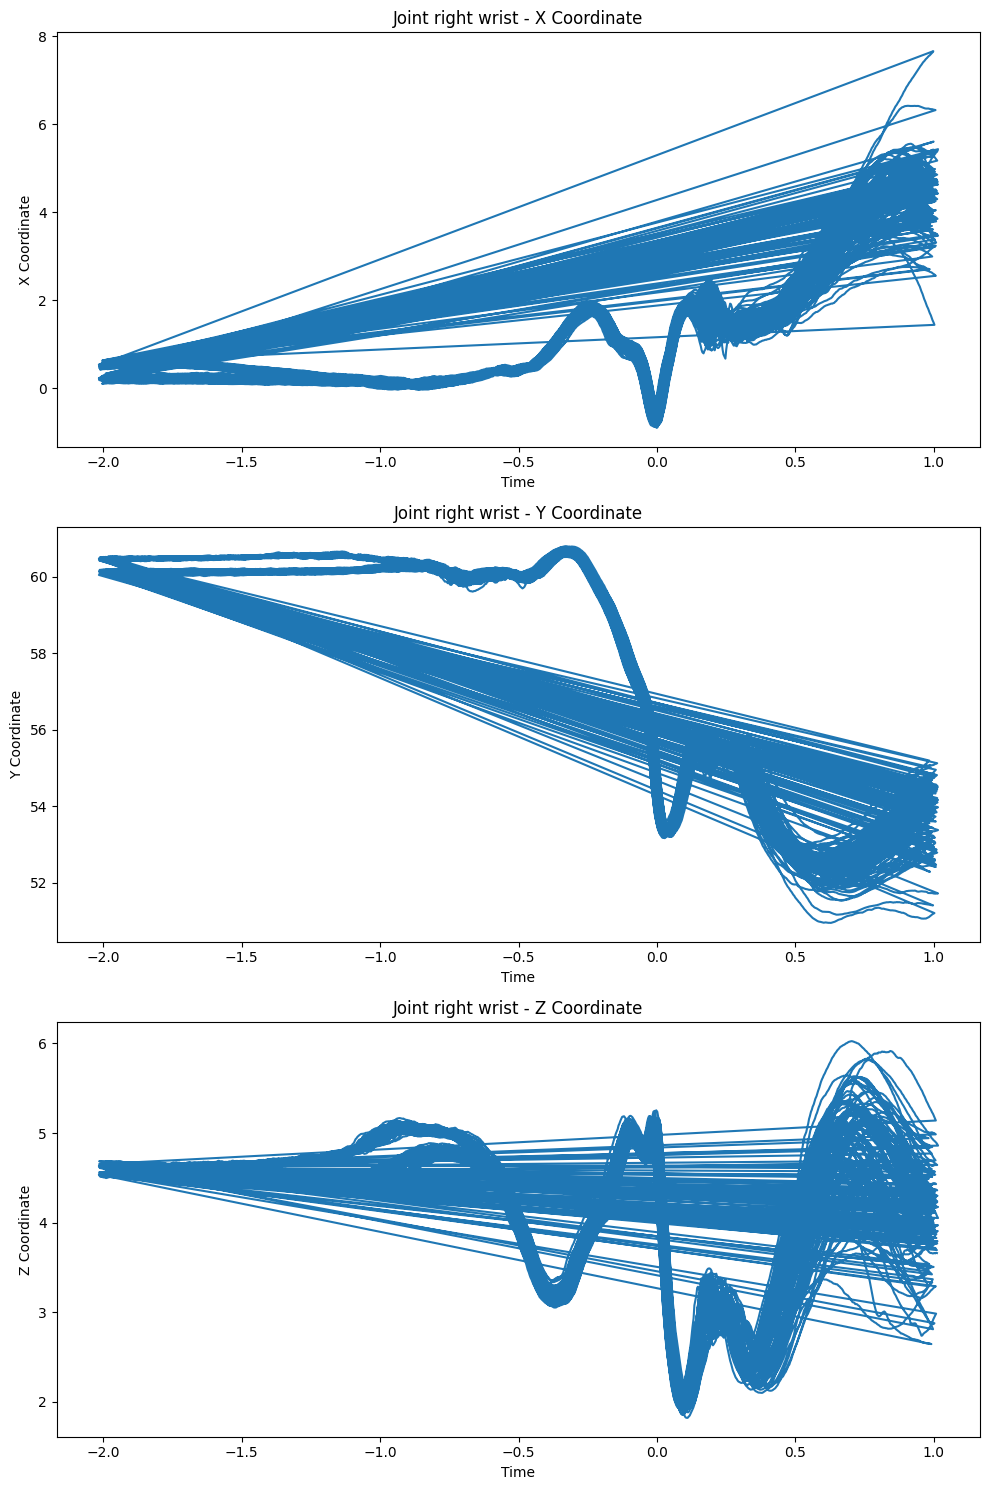 Joint right wrist - X Coordinate
8
6
4
2
0
X Coordinate
−2.0 −1.5 −1.0 −0.5 0.0 0.5 1.0
Time
Joint right wrist - Y Coordinate
60
58
56
54
52
Y Coordinate
−2.0 −1.5 −1.0 −0.5 0.0 0.5 1.0
Time
Joint right wrist - Z Coordinate
6
5
4
3
2
Z Coordinate
−2.0 −1.5 −1.0 −0.5 0.0 0.5 1.0
Time